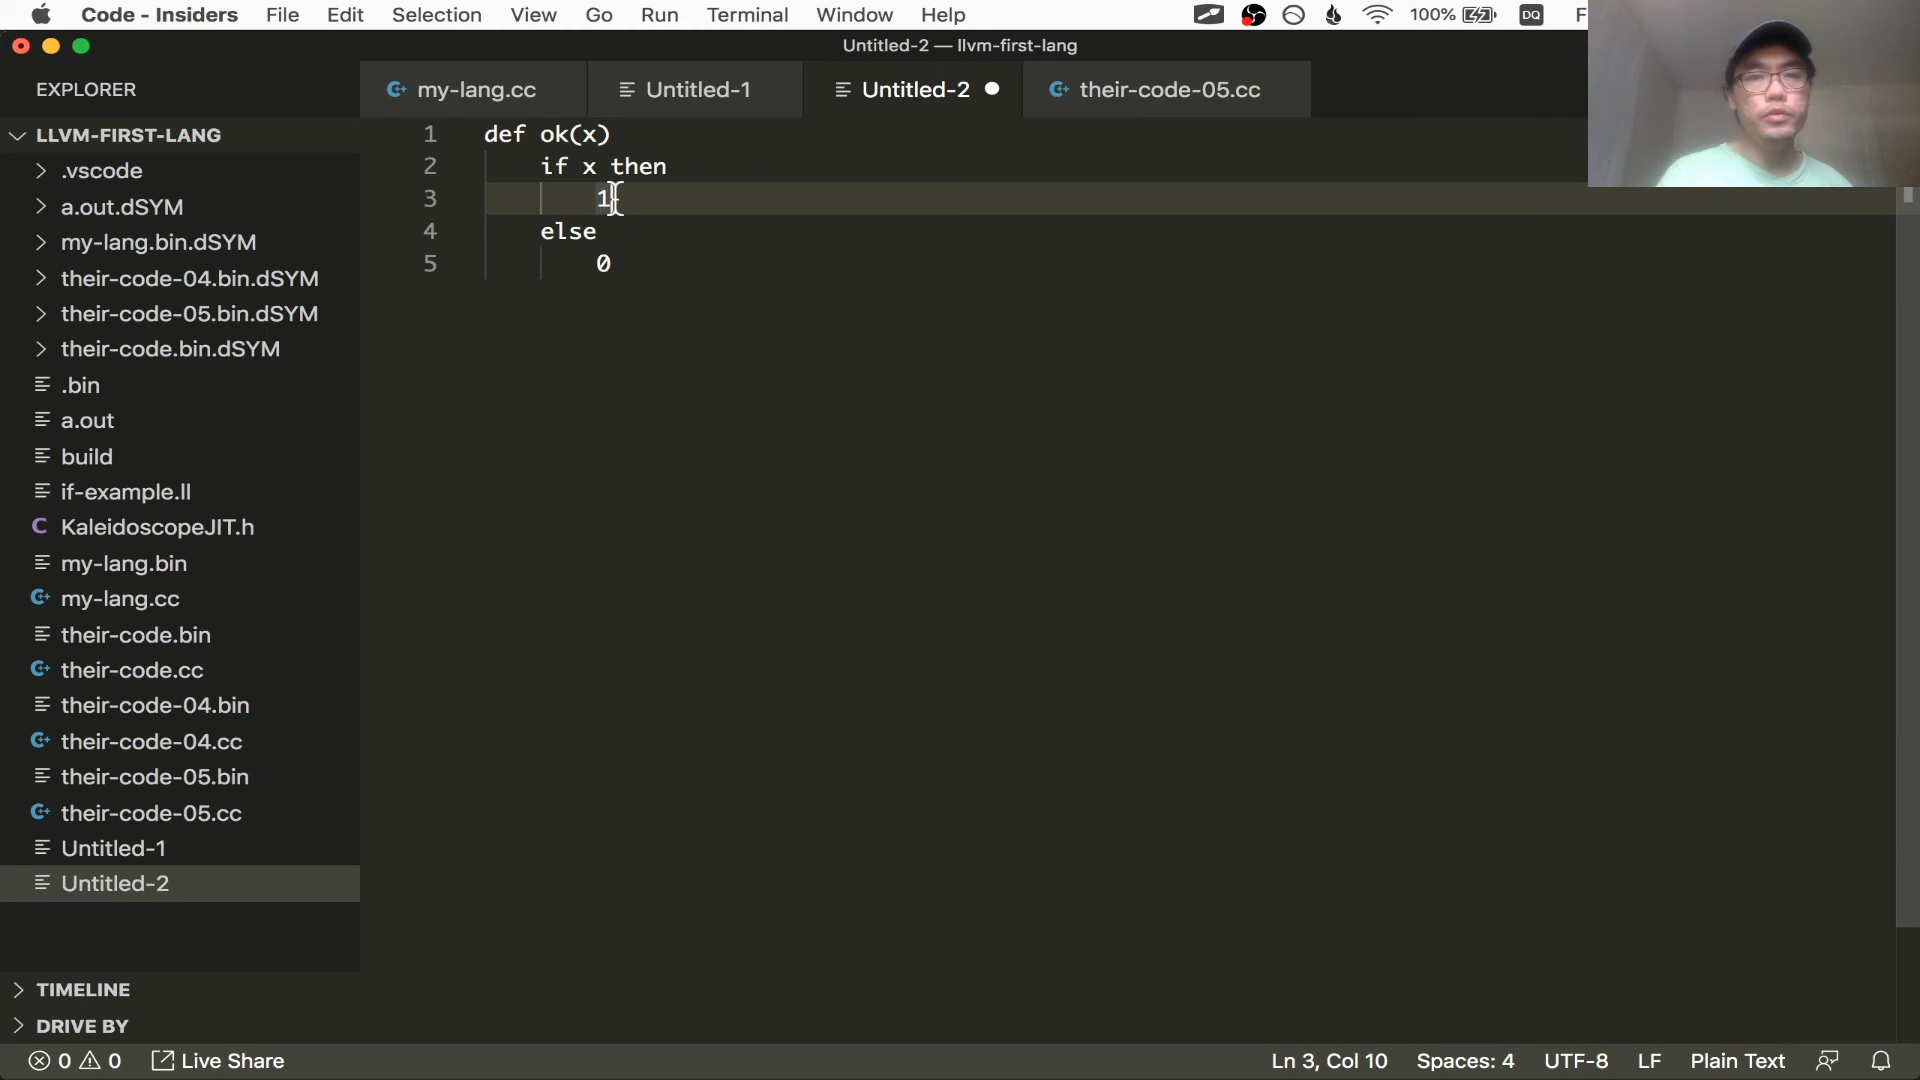 Code - Insiders File Edit Selection View Go Run Terminal Window Help 100% DQ F
Untitled-2 — llvm-first-lang
EXPLORER
my-lang.cc Untitled-1 Untitled-2 their-code-05.cc
LLVM-FIRST-LANG
.vscode
a.out.dSYM
my-lang.bin.dSYM
their-code-04.bin.dSYM
their-code-05.bin.dSYM
their-code.bin.dSYM
.bin
a.out
build
if-example.ll
KaleidoscopeJIT.h
my-lang.bin
my-lang.cc
their-code.bin
their-code.cc
their-code-04.bin
their-code-04.cc
their-code-05.bin
their-code-05.cc
Untitled-1
Untitled-2
TIMELINE
DRIVE BY
1 def ok(x)
2 if x then
3 1
4 else
5 0
0 0 Live Share Ln 3, Col 10 Spaces: 4 UTF-8 LF Plain Text